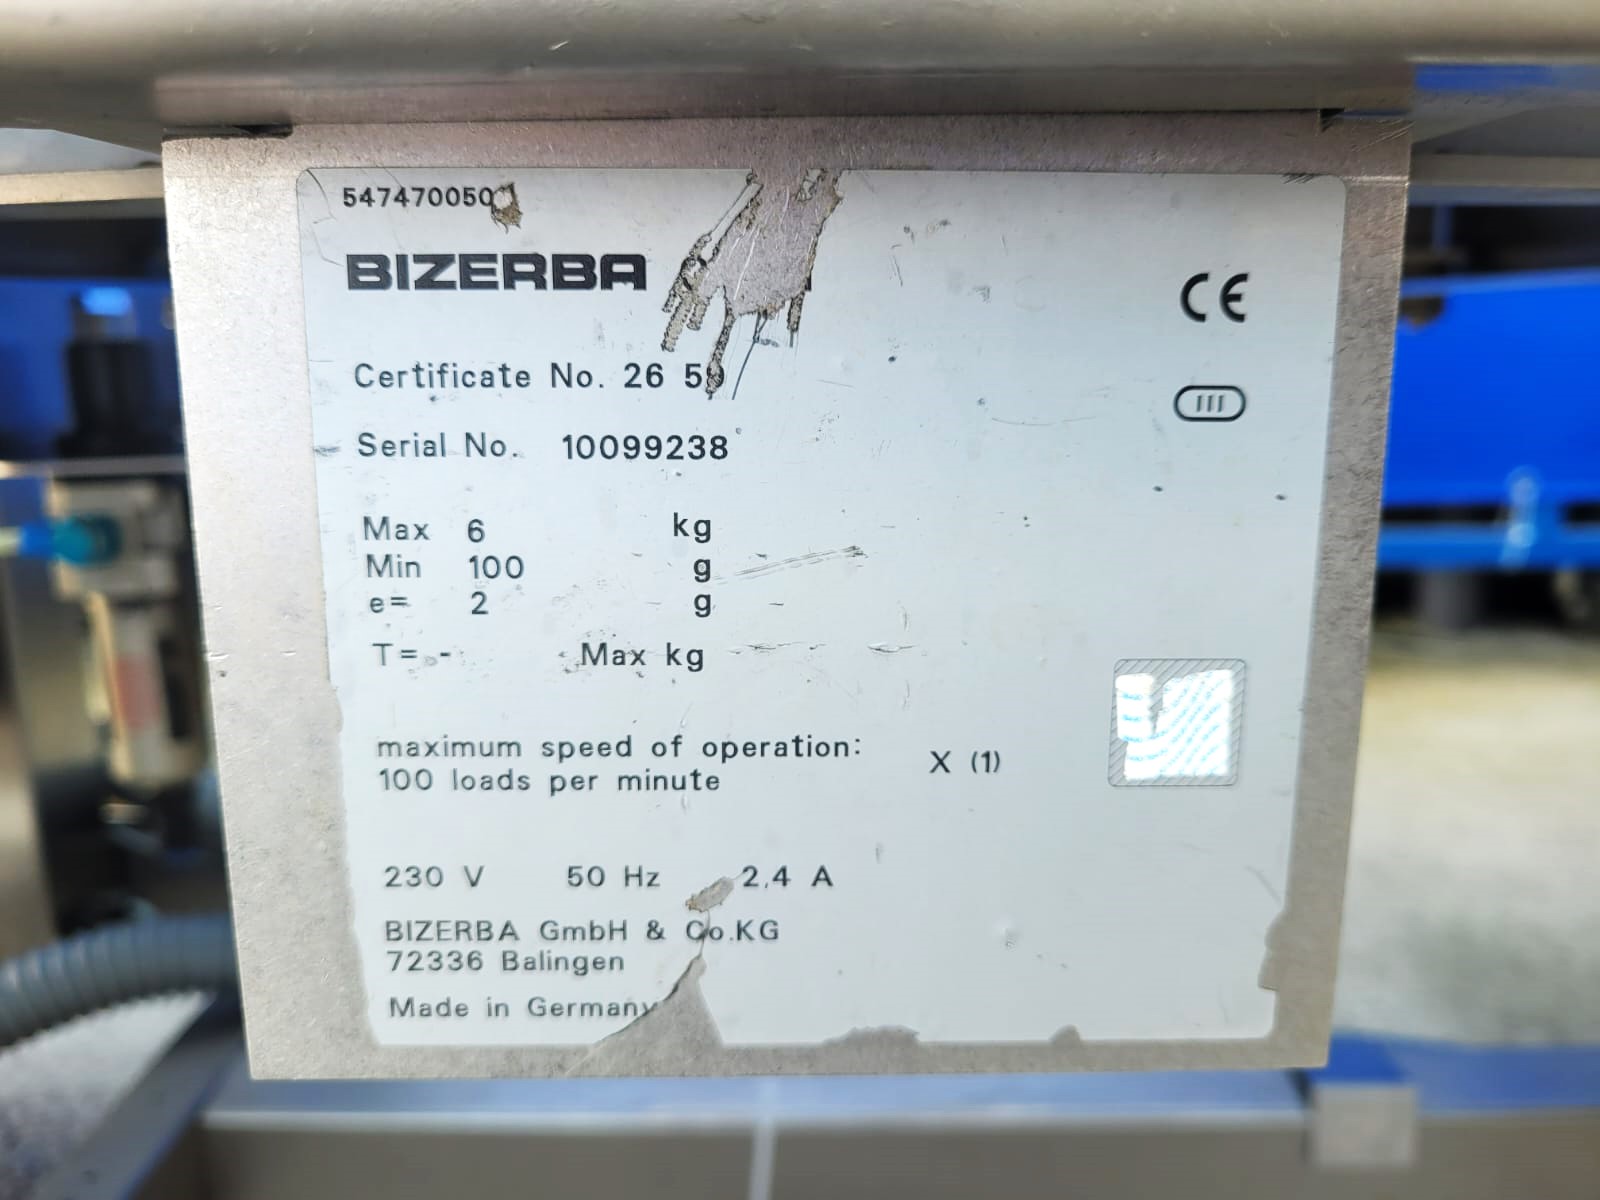 547470050
BIZERBA
CE
Certificate No. 26 5
III
Serial No. 10099238
Max 6 kg
Min 100 g
e= 2 g
T= - Max kg
maximum speed of operation: X (1)
100 loads per minute
230 V 50 Hz 2,4 A
BIZERBA GmbH & Co.KG
72336 Balingen
Made in Germany